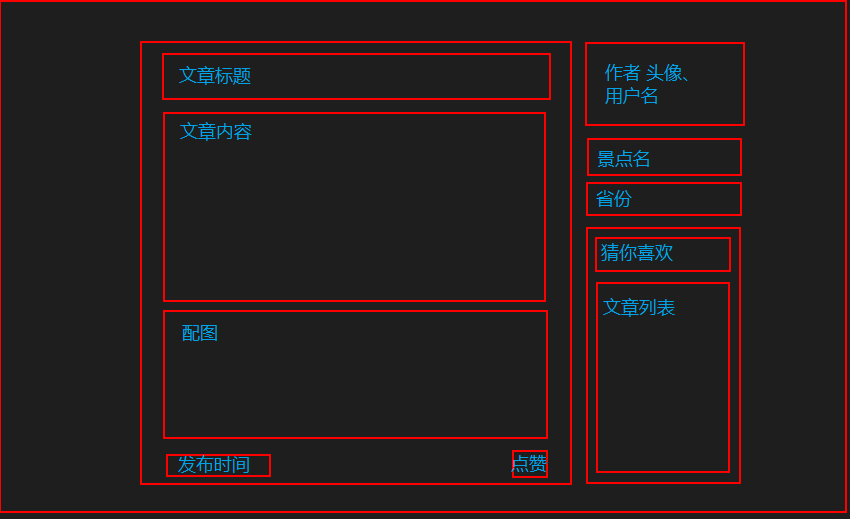 文章标题
文章内容
配图
发布时间
点赞
作者 头像、
用户名
景点名
省份
猜你喜欢
文章列表